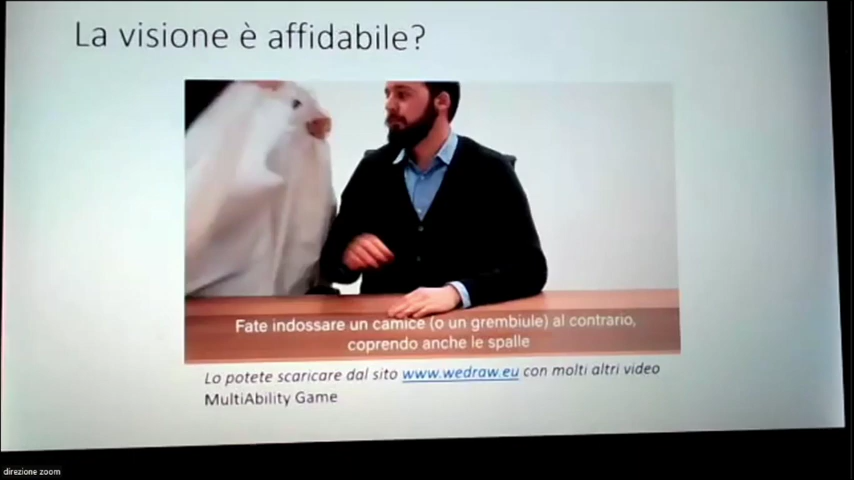 La visione è affidabile?
Fate indossare un camice (o un grembiule) al contrario,
coprendo anche le spalle
Lo potete scaricare dal sito www.wedraw.eu con molti altri video
MultiAbility Game
direzione zoom